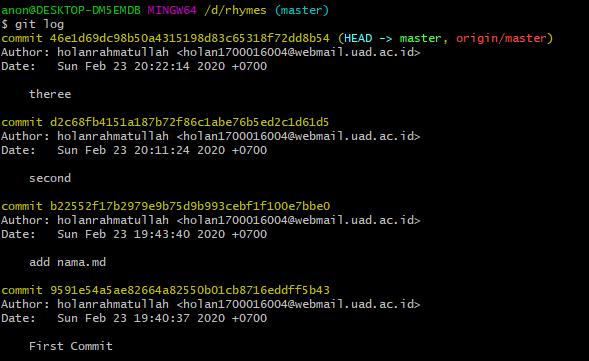 anon@DESKTOP-DM5EMDB MINGW64 /d/rhymes (master)
$ git log
commit 46e1d69dc98b50a4315198d83c65318f72dd8b54 (HEAD -> master, origin/master)
Author: holanrahmatullah <holan1700016004@webmail.uad.ac.id>
Date:   Sun Feb 23 20:22:14 2020 +0700
theree
commit d2c68fb4151a187b72f86c1abe76b5ed2c1d61d5
Author: holanrahmatullah <holan1700016004@webmail.uad.ac.id>
Date:   Sun Feb 23 20:11:24 2020 +0700
second
commit b22552f17b2979e9b75d9b993cebf1f100e7bbe0
Author: holanrahmatullah <holan1700016004@webmail.uad.ac.id>
Date:   Sun Feb 23 19:43:40 2020 +0700
add nama.md
commit 9591e54a5ae82664a82550b01cb8716eddff5b43
Author: holanrahmatullah <holan1700016004@webmail.uad.ac.id>
Date:   Sun Feb 23 19:40:37 2020 +0700
First Commit